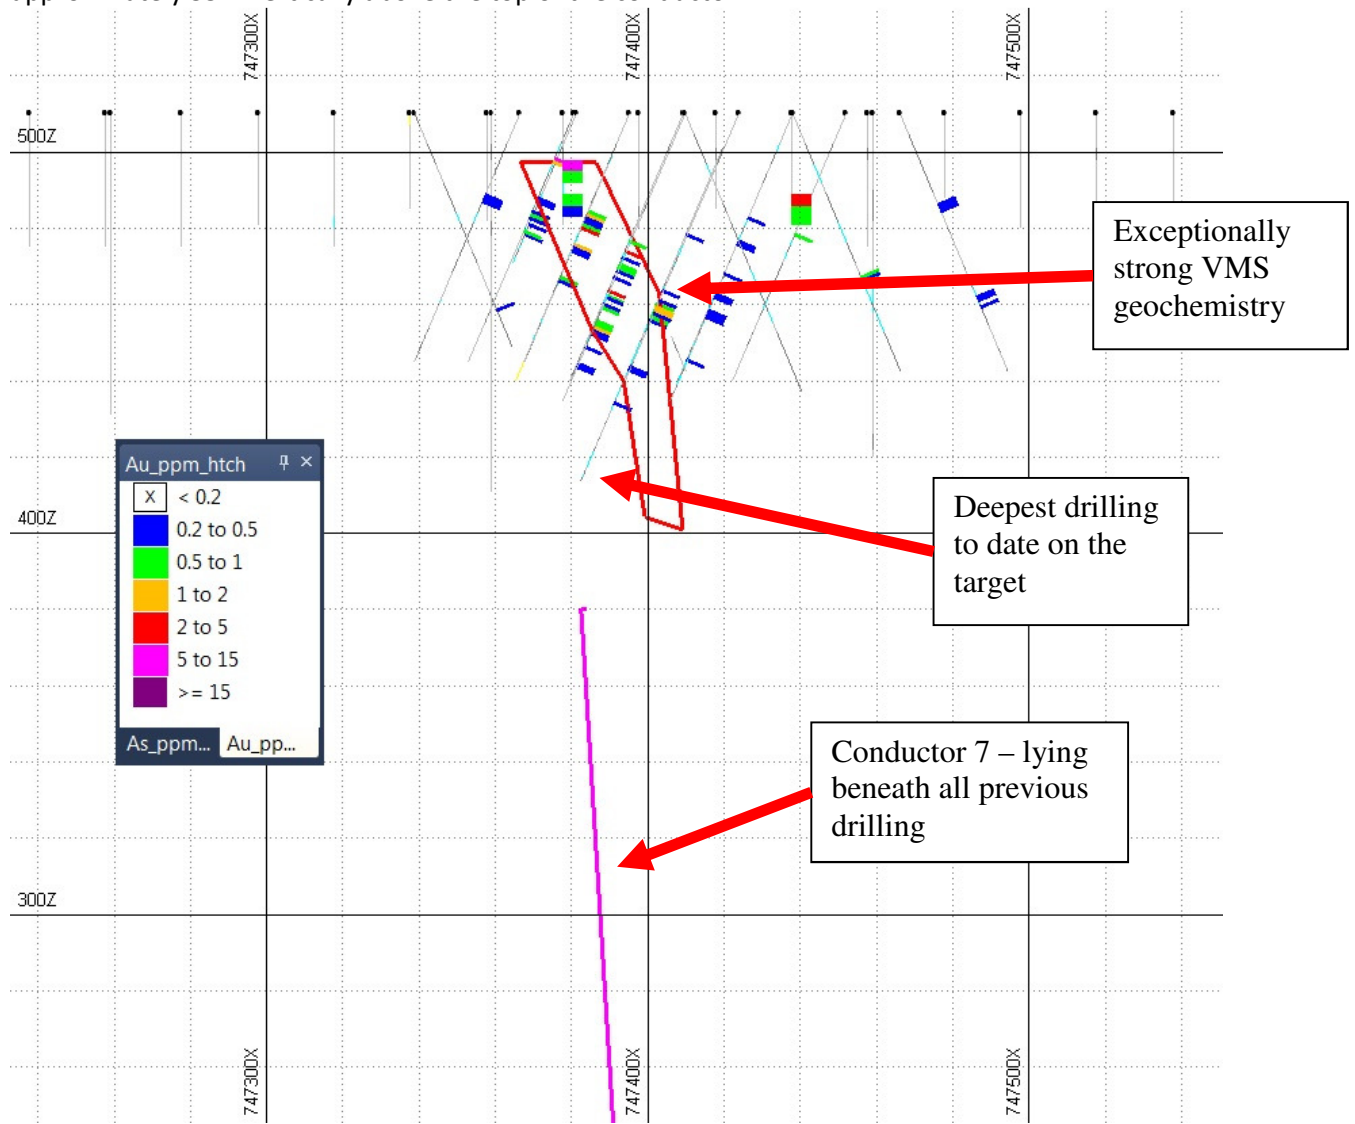 747300X
747400X
747500X
500Z
Exceptionally
strong VMS
geochemistry
Au_ppm_htch
X < 0.2
0.2 to 0.5
0.5 to 1
1 to 2
2 to 5
5 to 15
>= 15
As_ppm... Au_pp...
400Z
Deepest drilling
to date on the
target
Conductor 7 – lying
beneath all previous
drilling
300Z
747300X
747400X
747500X